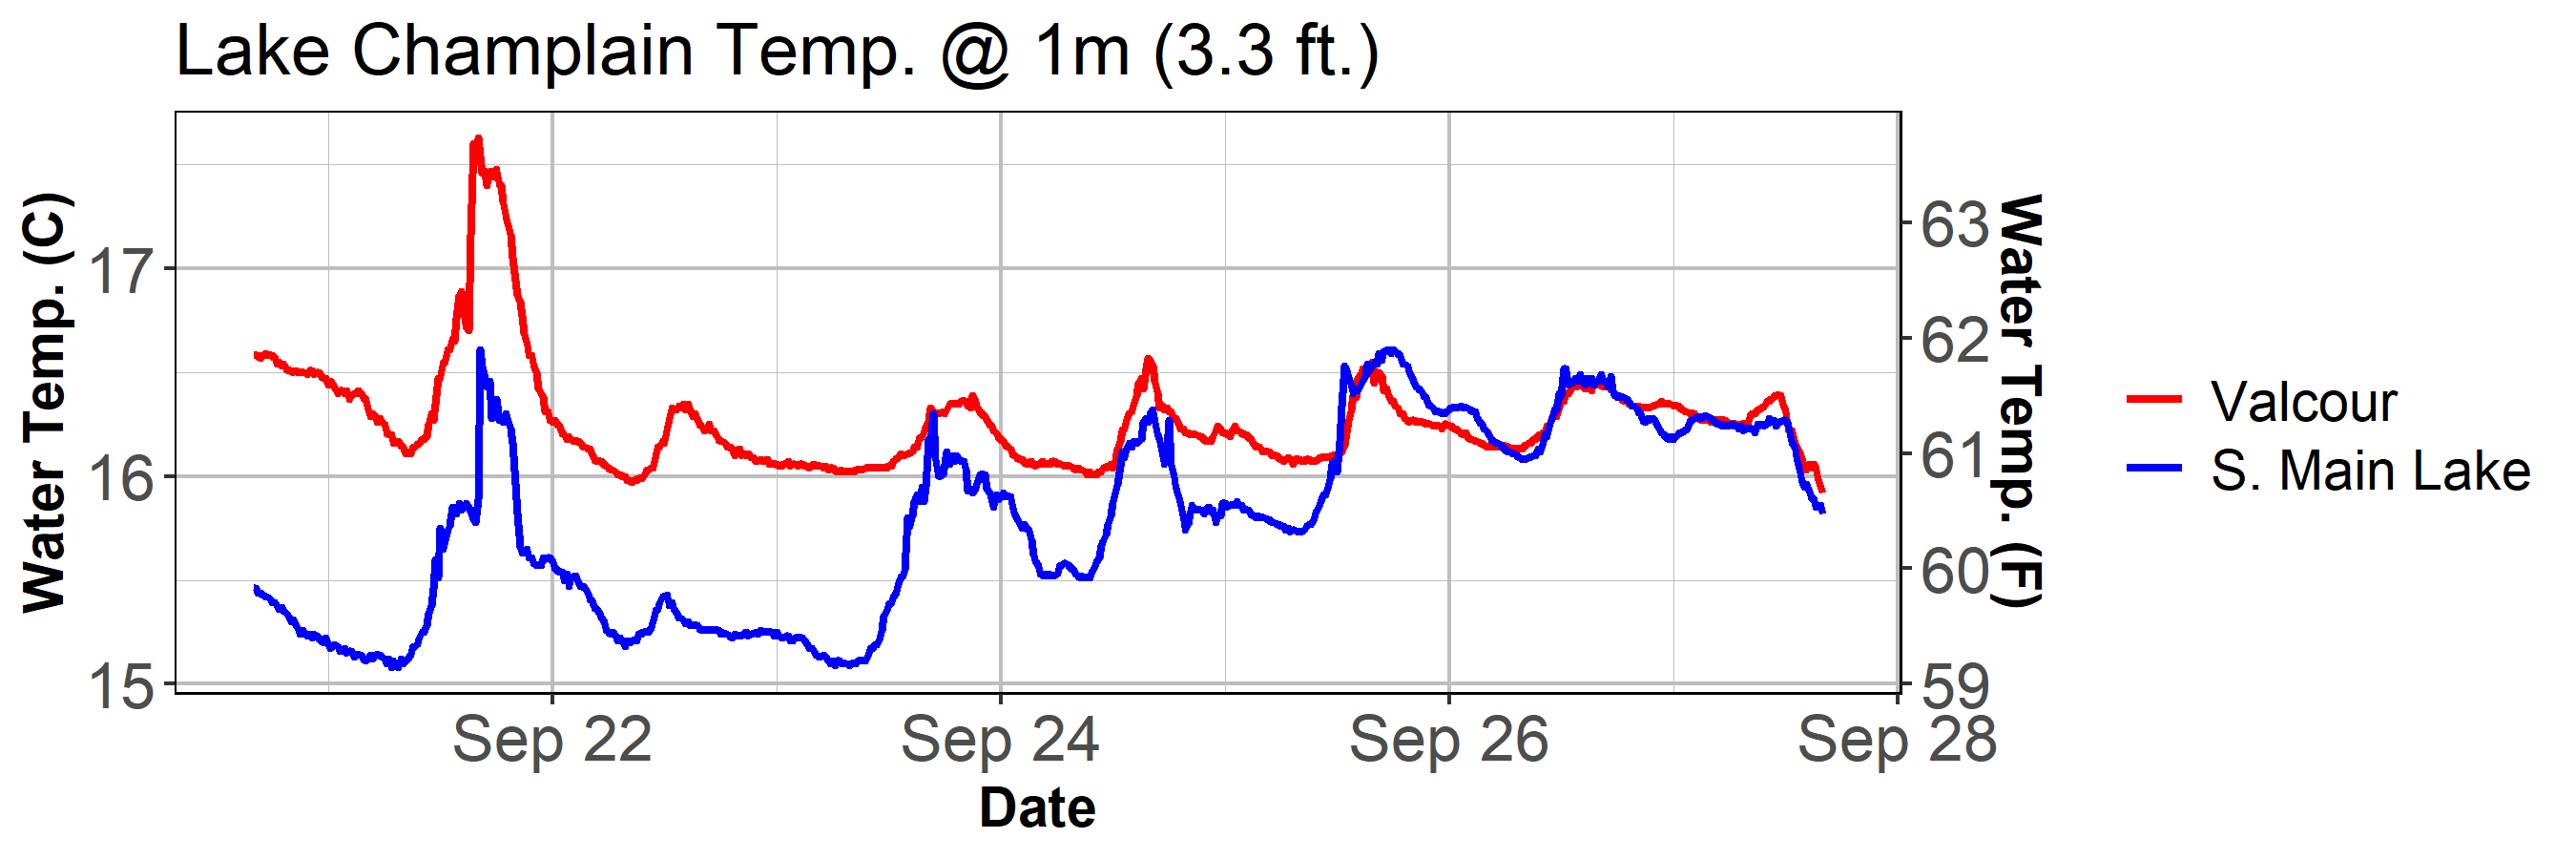 Lake Champlain Temp. @ 1m (3.3 ft.)
Water Temp. (C)
17
16
15
63
62
61
60
59
Water Temp. (F)
Sep 22
Sep 24
Sep 26
Sep 28
Date
Valcour
S. Main Lake